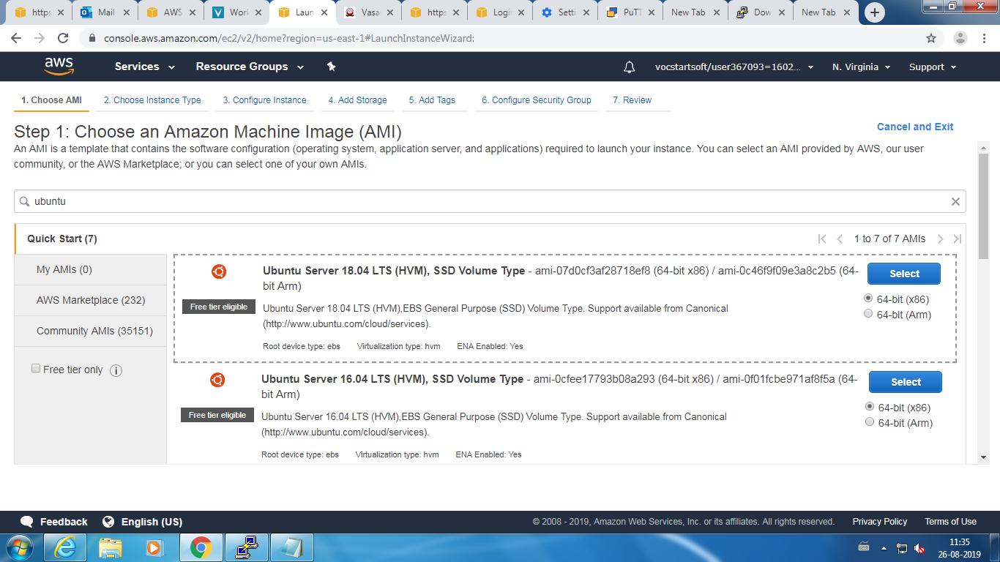 https
Mail
AWS
Work
Laun
Vasa
https
Logi
Setti
PuTT
New Tab
Dow
New Tab
console.aws.amazon.com/ec2/v2/home?region=us-east-1#LaunchInstanceWizard:
aws
Services
Resource Groups
vocstartsoft/user367093=1602...
N. Virginia
Support
1. Choose AMI
2. Choose Instance Type
3. Configure Instance
4. Add Storage
5. Add Tags
6. Configure Security Group
7. Review
Step 1: Choose an Amazon Machine Image (AMI)
Cancel and Exit
An AMI is a template that contains the software configuration (operating system, application server, and applications) required to launch your instance. You can select an AMI provided by AWS, our user
community, or the AWS Marketplace; or you can select one of your own AMIs.
ubuntu
Quick Start (7)
My AMIs (0)
AWS Marketplace (232)
Community AMIs (35151)
Free tier only
1 to 7 of 7 AMIs
Ubuntu Server 18.04 LTS (HVM), SSD Volume Type - ami-07d0cf3af28718ef8 (64-bit x86) / ami-0c46f9f09e3a8c2b5 (64-
bit Arm)
Free tier eligible
Ubuntu Server 18.04 LTS (HVM),EBS General Purpose (SSD) Volume Type. Support available from Canonical
(http://www.ubuntu.com/cloud/services).
Root device type: ebs
Virtualization type: hvm
ENA Enabled: Yes
Select
64-bit (x86)
64-bit (Arm)
Ubuntu Server 16.04 LTS (HVM), SSD Volume Type - ami-0cfee17793b08a293 (64-bit x86) / ami-0f01fcbe971af8f5a (64-
bit Arm)
Free tier eligible
Ubuntu Server 16.04 LTS (HVM),EBS General Purpose (SSD) Volume Type. Support available from Canonical
(http://www.ubuntu.com/cloud/services).
Root device type: ebs
Virtualization type: hvm
ENA Enabled: Yes
Select
64-bit (x86)
64-bit (Arm)
Feedback
English (US)
© 2008 - 2019, Amazon Web Services, Inc. or its affiliates. All rights reserved.
Privacy Policy
Terms of Use
11:35
26-08-2019